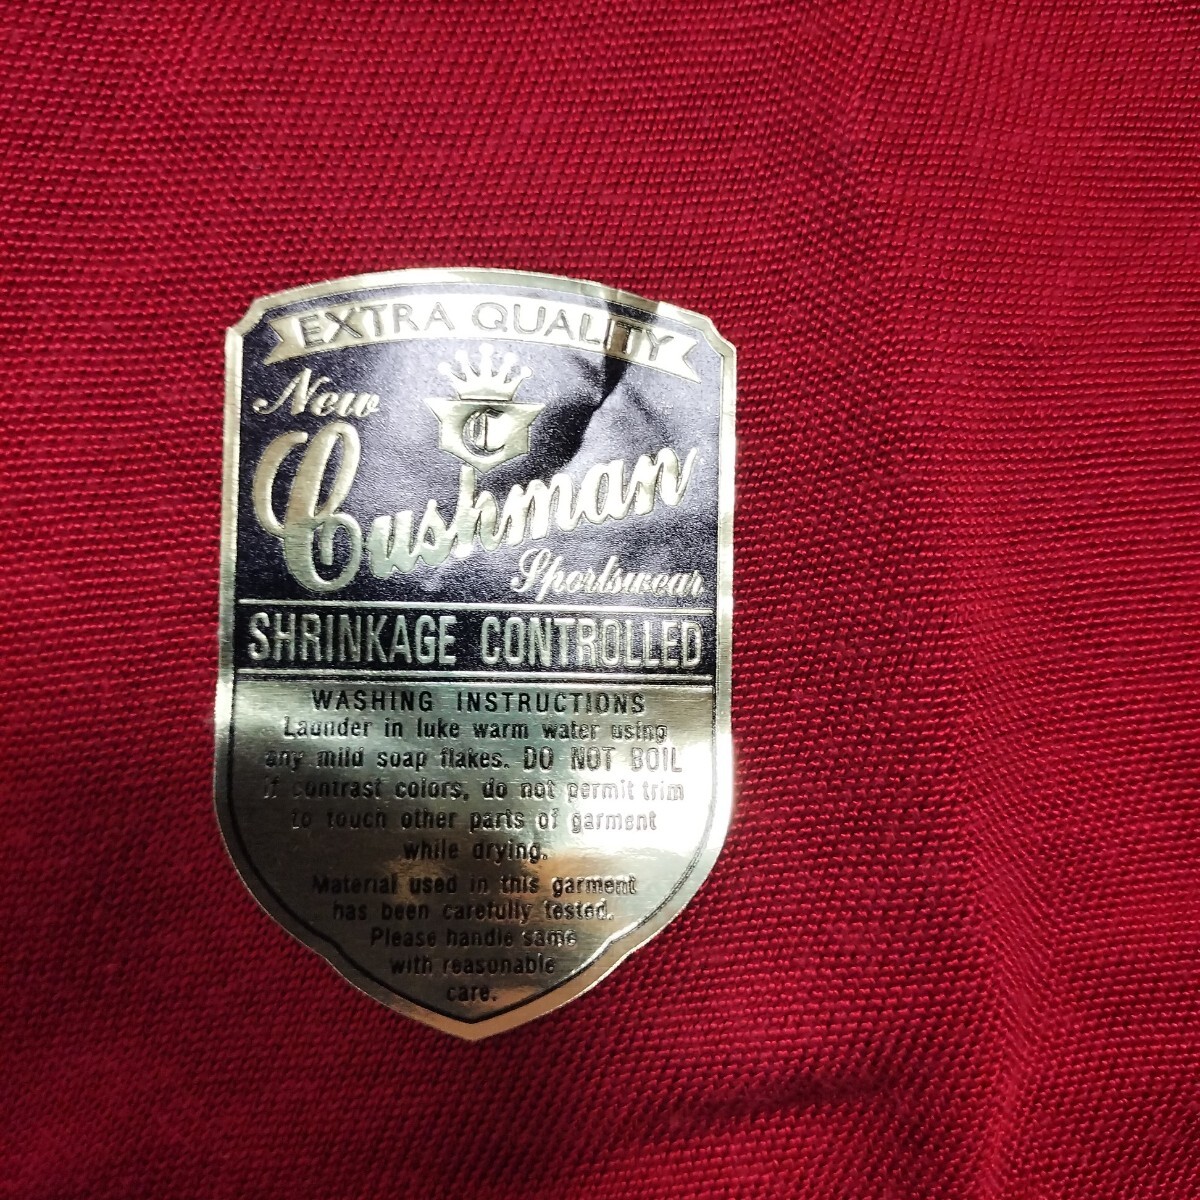 EXTRA QUALITY
C
New
Cushman
Sportswear
SHRINKAGE CONTROLLED
WASHING INSTRUCTIONS
Launder in luke warm water using
any mild soap flakes. DO NOT BOIL
if contrast colors, do not permit trim
to touch other parts of garment
while drying.
Material used in this garment
has been carefully tested.
Please handle same
with reasonable
care.